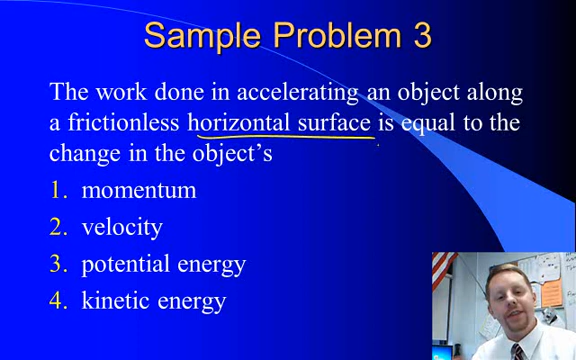 Sample Problem 3
The work done in accelerating an object along
a frictionless horizontal surface is equal to the
change in the object's
1. momentum
2. velocity
3. potential energy
4. kinetic energy